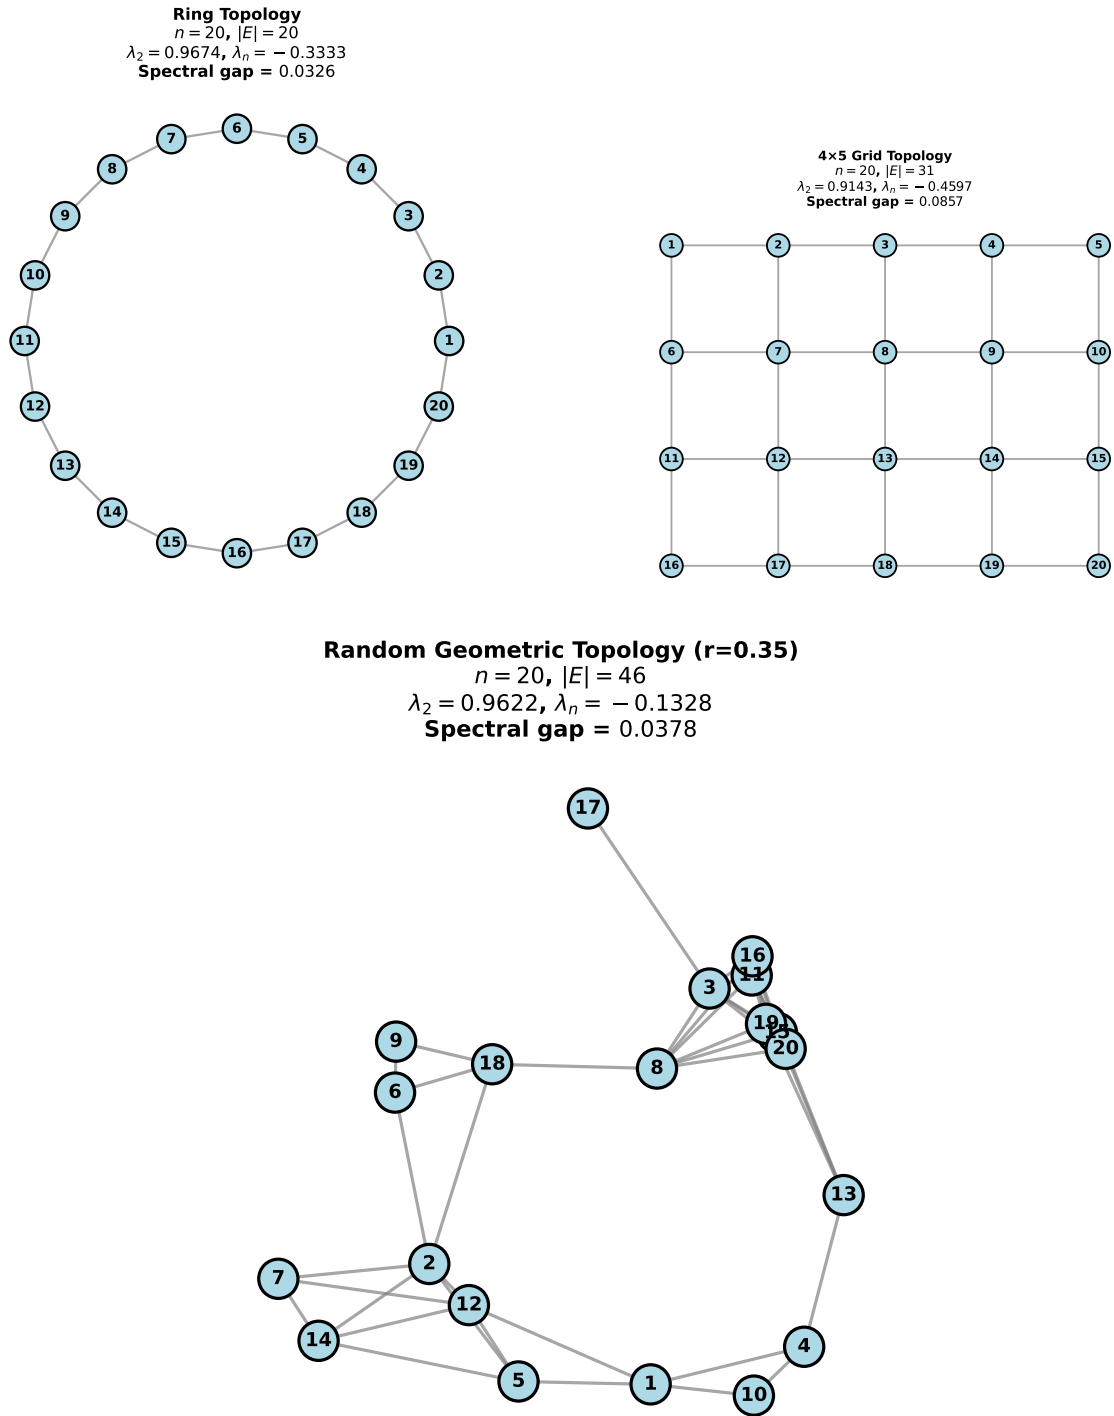 Ring Topology
n = 20, |E| = 20
λ₂ = 0.9674, λₙ = −0.3333
Spectral gap = 0.0326
6
7
5
8
4
9
3
10
2
11
1
12
20
13
19
14
18
15
17
16
4×5 Grid Topology
n = 20, |E| = 31
λ₂ = 0.9143, λₙ = −0.4597
Spectral gap = 0.0857
1 2 3 4 5
6 7 8 9 10
11 12 13 14 15
16 17 18 19 20
Random Geometric Topology (r=0.35)
n = 20, |E| = 46
λ₂ = 0.9622, λₙ = −0.1328
Spectral gap = 0.0378
17
16
11
3
19
15
20
9
18
8
6
13
2
7
12
14
4
5
1
10